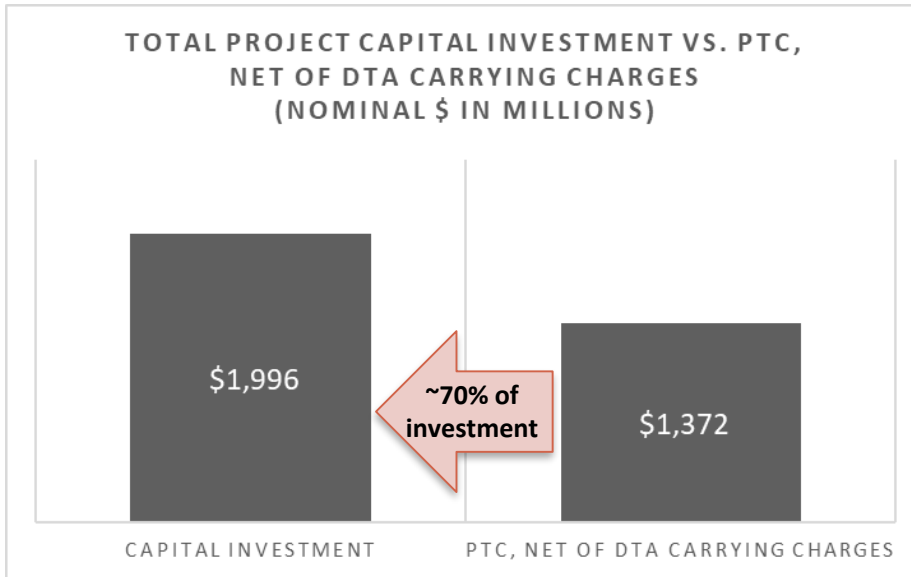 TOTAL PROJECT CAPITAL INVESTMENT VS. PTC,
NET OF DTA CARRYING CHARGES
(NOMINAL $ IN MILLIONS)
$1,996
~70% of
investment
$1,372
CAPITAL INVESTMENT
PTC, NET OF DTA CARRYING CHARGES